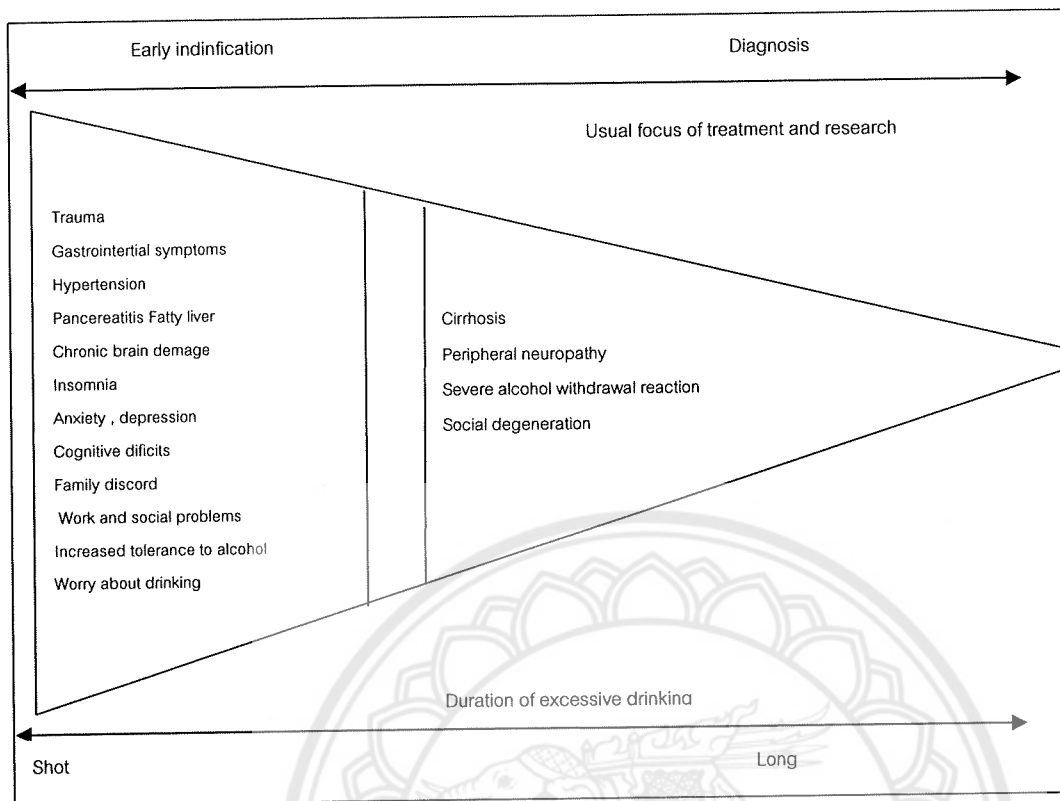 Early indinfication
Diagnosis
Usual focus of treatment and research
Trauma
Gastrointertial symptoms
Hypertension
Pancereatitis Fatty liver
Chronic brain demage
Insomnia
Anxiety , depression
Cognitive dificits
Family discord
Work and social problems
Increased tolerance to alcohol
Worry about drinking
Cirrhosis
Peripheral neuropathy
Severe alcohol withdrawal reaction
Social degeneration
Duration of excessive drinking
Shot
Long